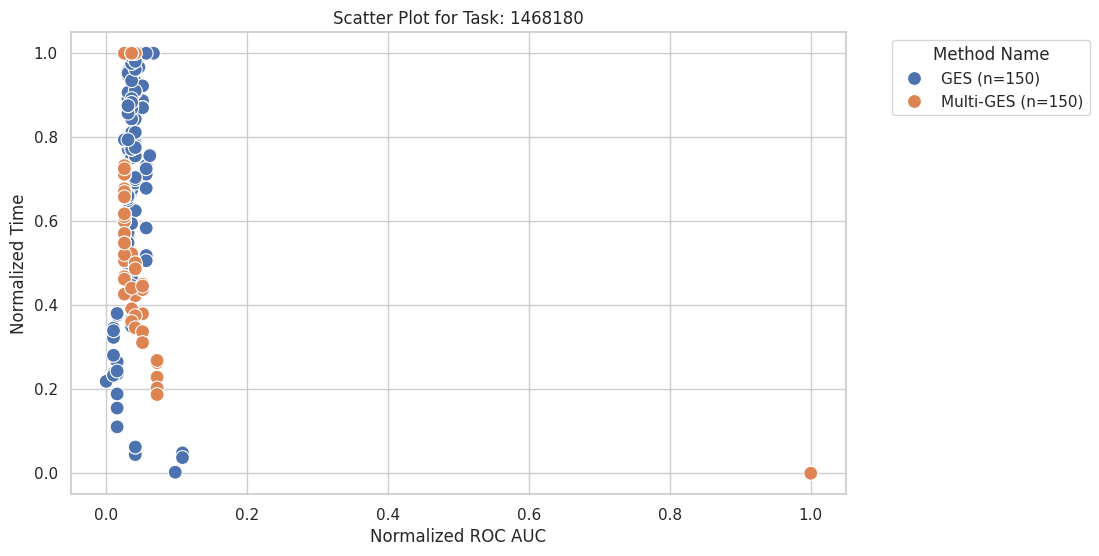 Scatter Plot for Task: 1468180
Method Name
GES (n=150)
Multi-GES (n=150)
Normalized Time
1.0
0.8
0.6
0.4
0.2
0.0
0.0 0.2 0.4 0.6 0.8 1.0
Normalized ROC AUC